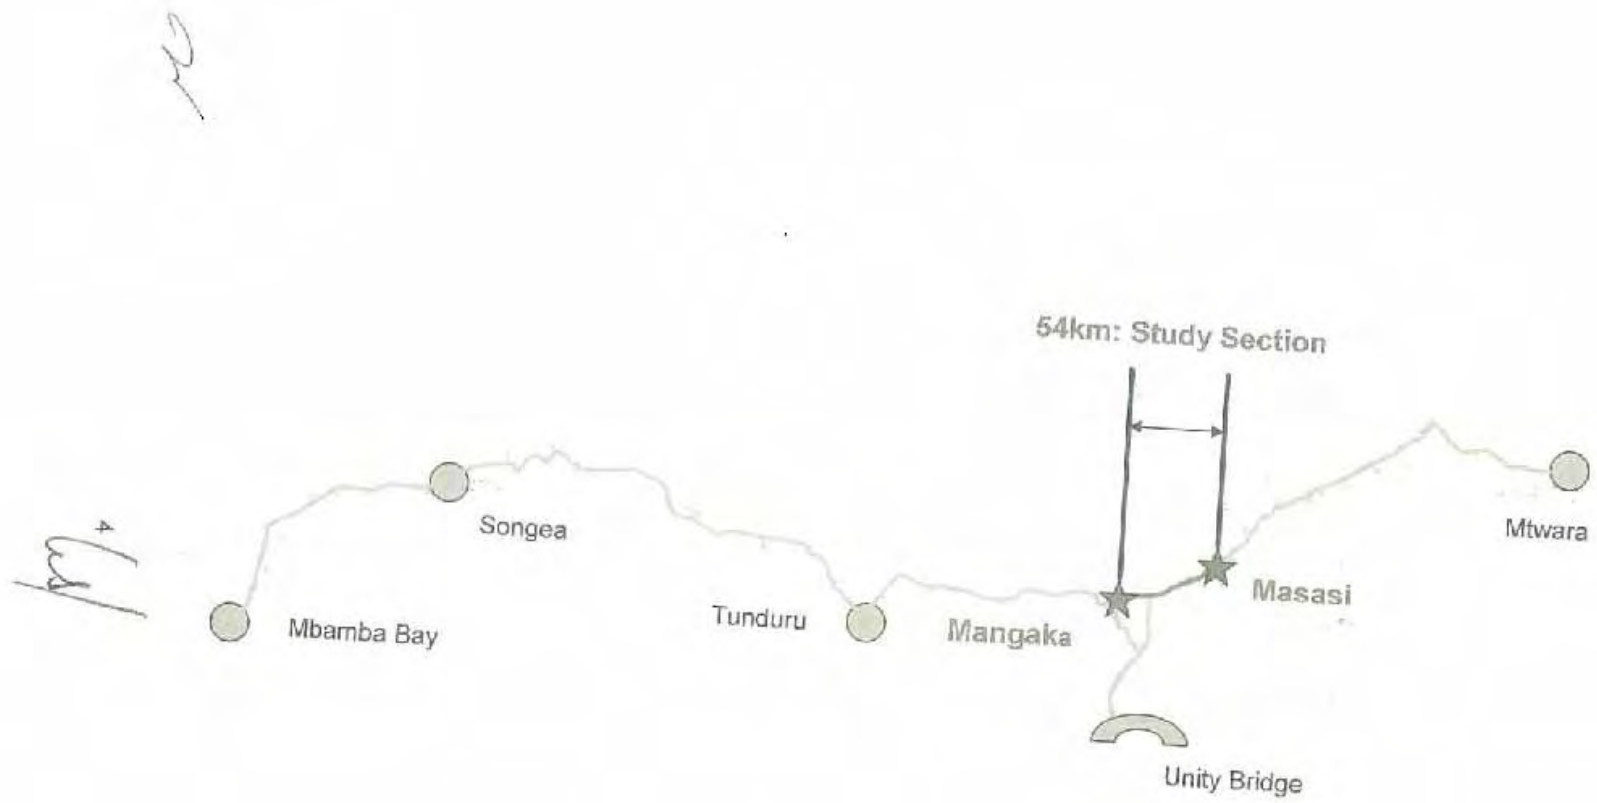 54km: Study Section
Songea
Mtwara
Mbamba Bay
Tunduru
Mangaka
Masasi
Unity Bridge